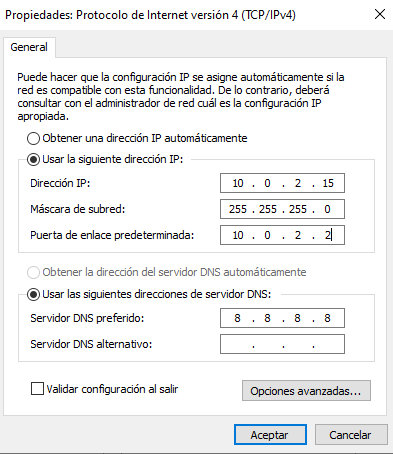 Propiedades: Protocolo de Internet versión 4 (TCP/IPv4)
General
Puede hacer que la configuración IP se asigne automáticamente si la
red es compatible con esta funcionalidad. De lo contrario, deberá
consultar con el administrador de red cuál es la configuración IP
apropiada.
Obtener una dirección IP automáticamente
Usar la siguiente dirección IP:
Dirección IP: 10 . 0 . 2 . 15
Máscara de subred: 255 . 255 . 255 . 0
Puerta de enlace predeterminada: 10 . 0 . 2 . 2
Obtener la dirección del servidor DNS automáticamente
Usar las siguientes direcciones de servidor DNS:
Servidor DNS preferido: 8 . 8 . 8 . 8
Servidor DNS alternativo: . . .
Validar configuración al salir
Opciones avanzadas...
Aceptar Cancelar